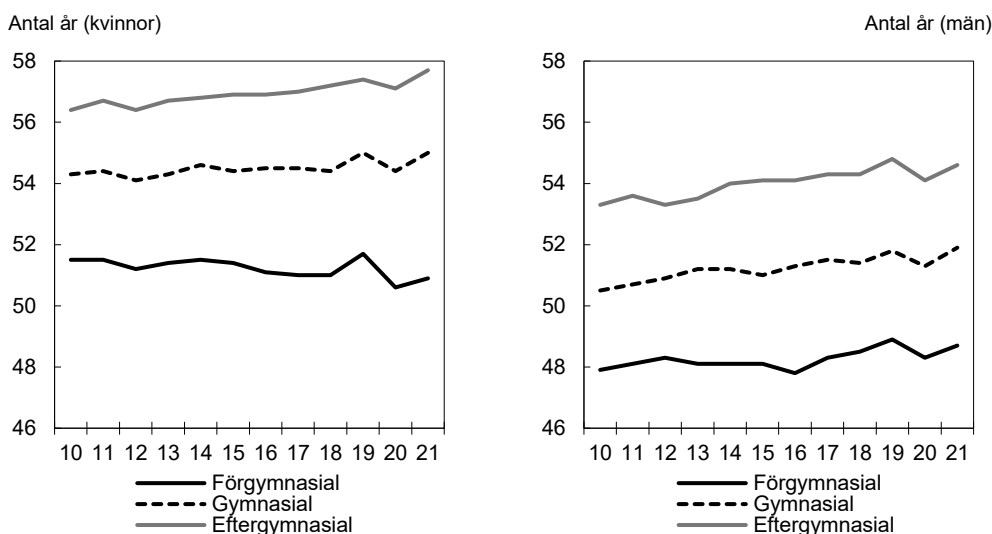 Antal år (kvinnor)
58
56
54
52
50
48
46
10 11 12 13 14 15 16 17 18 19 20 21
Förgymnasial
Gymnasial
Eftergymnasial
Antal år (män)
58
56
54
52
50
48
46
10 11 12 13 14 15 16 17 18 19 20 21
Förgymnasial
Gymnasial
Eftergymnasial